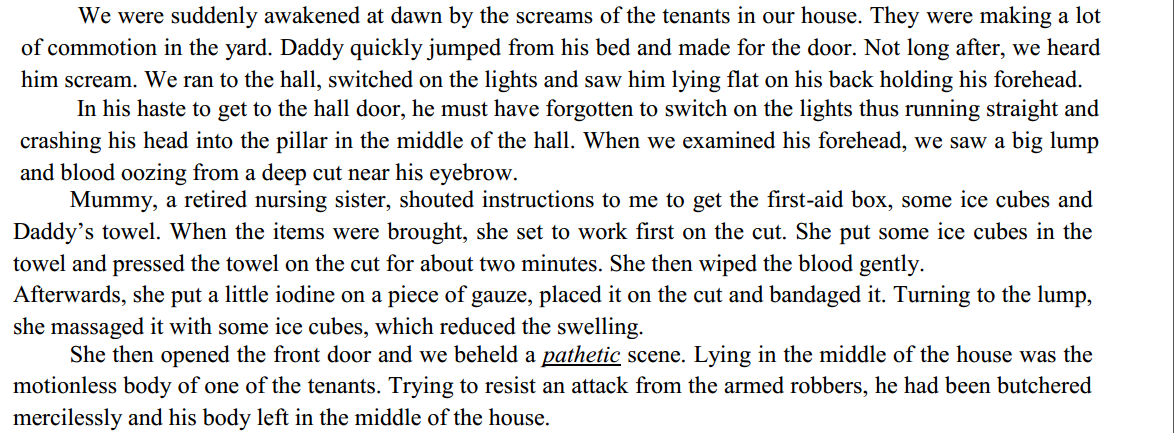 We were suddenly awakened at dawn by the screams of the tenants in our house. They were making a lot
of commotion in the yard. Daddy quickly jumped from his bed and made for the door. Not long after, we heard
him scream. We ran to the hall, switched on the lights and saw him lying flat on his back holding his forehead.
In his haste to get to the hall door, he must have forgotten to switch on the lights thus running straight and
crashing his head into the pillar in the middle of the hall. When we examined his forehead, we saw a big lump
and blood oozing from a deep cut near his eyebrow.
Mummy, a retired nursing sister, shouted instructions to me to get the first-aid box, some ice cubes and
Daddy’s towel. When the items were brought, she set to work first on the cut. She put some ice cubes in the
towel and pressed the towel on the cut for about two minutes. She then wiped the blood gently.
Afterwards, she put a little iodine on a piece of gauze, placed it on the cut and bandaged it. Turning to the lump,
she massaged it with some ice cubes, which reduced the swelling.
She then opened the front door and we beheld a pathetic scene. Lying in the middle of the house was the
motionless body of one of the tenants. Trying to resist an attack from the armed robbers, he had been butchered
mercilessly and his body left in the middle of the house.